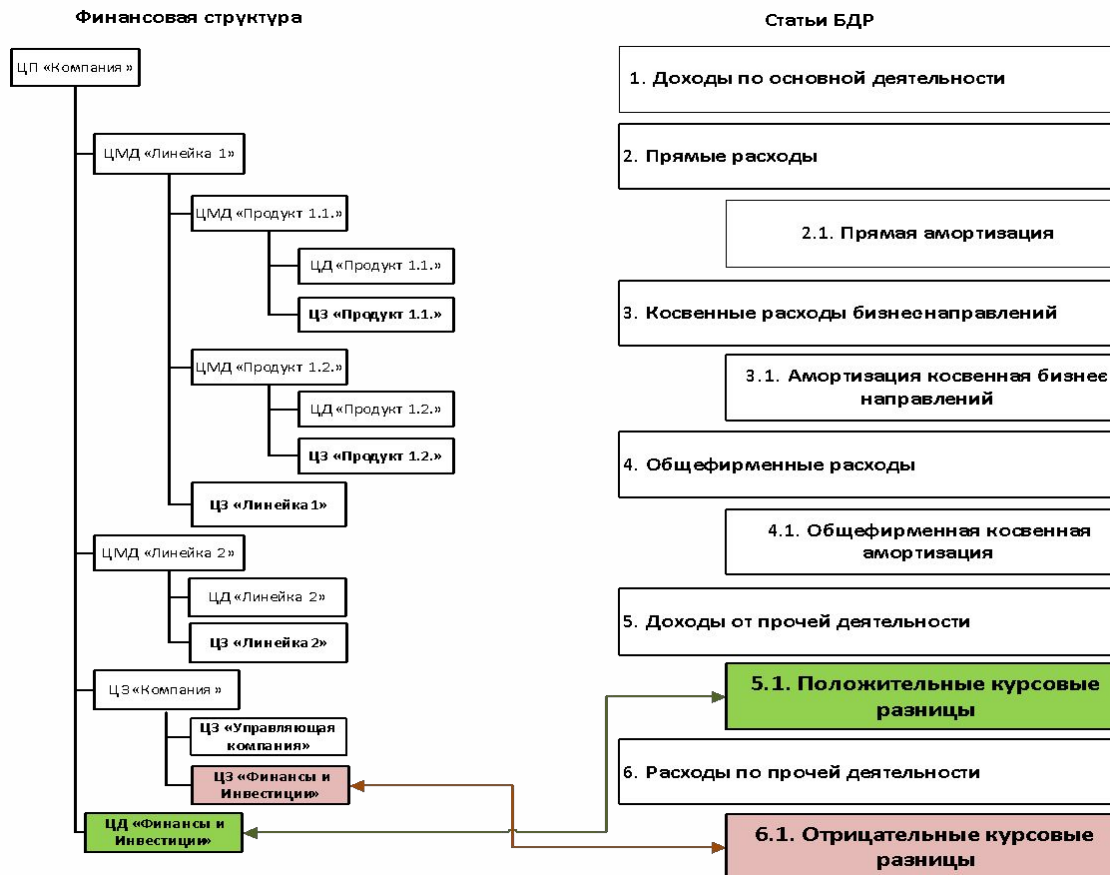 Финансовая структура
ЦП «Компания »
ЦМД «Линейка 1»
ЦМД «Продукт 1.1.»
ЦД «Продукт 1.1.»
ЦЗ «Продукт 1.1.»
ЦМД «Продукт 1.2.»
ЦД «Продукт 1.2.»
ЦЗ «Продукт 1.2.»
ЦЗ «Линейка 1»
ЦМД «Линейка 2»
ЦД «Линейка 2»
ЦЗ «Линейка 2»
ЦЗ «Компания »
ЦЗ «Управляющая
компания»
ЦЗ «Финансы и
Инвестиции»
ЦД «Финансы и
Инвестиции»
Статьи БДР
1. Доходы по основной деятельности
2. Прямые расходы
2.1. Прямая амортизация
3. Косвенные расходы бизнес-направлений
3.1. Амортизация косвенная бизнес
направлений
4. Общефирменные расходы
4.1. Общефирменная косвенная
амортизация
5. Доходы от прочей деятельности
5.1. Положительные курсовые
разницы
6. Расходы по прочей деятельности
6.1. Отрицательные курсовые
разницы